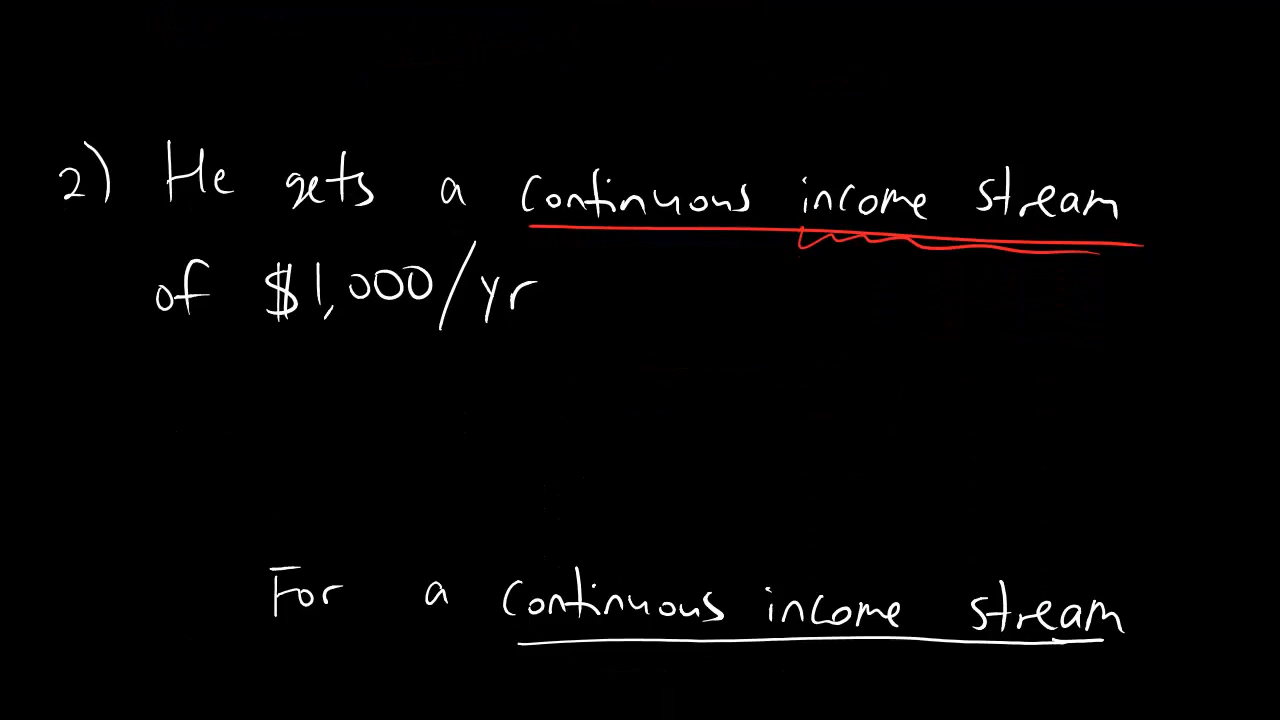 2) He gets a continuous income stream
of $1,000/yr
For a continuous income stream